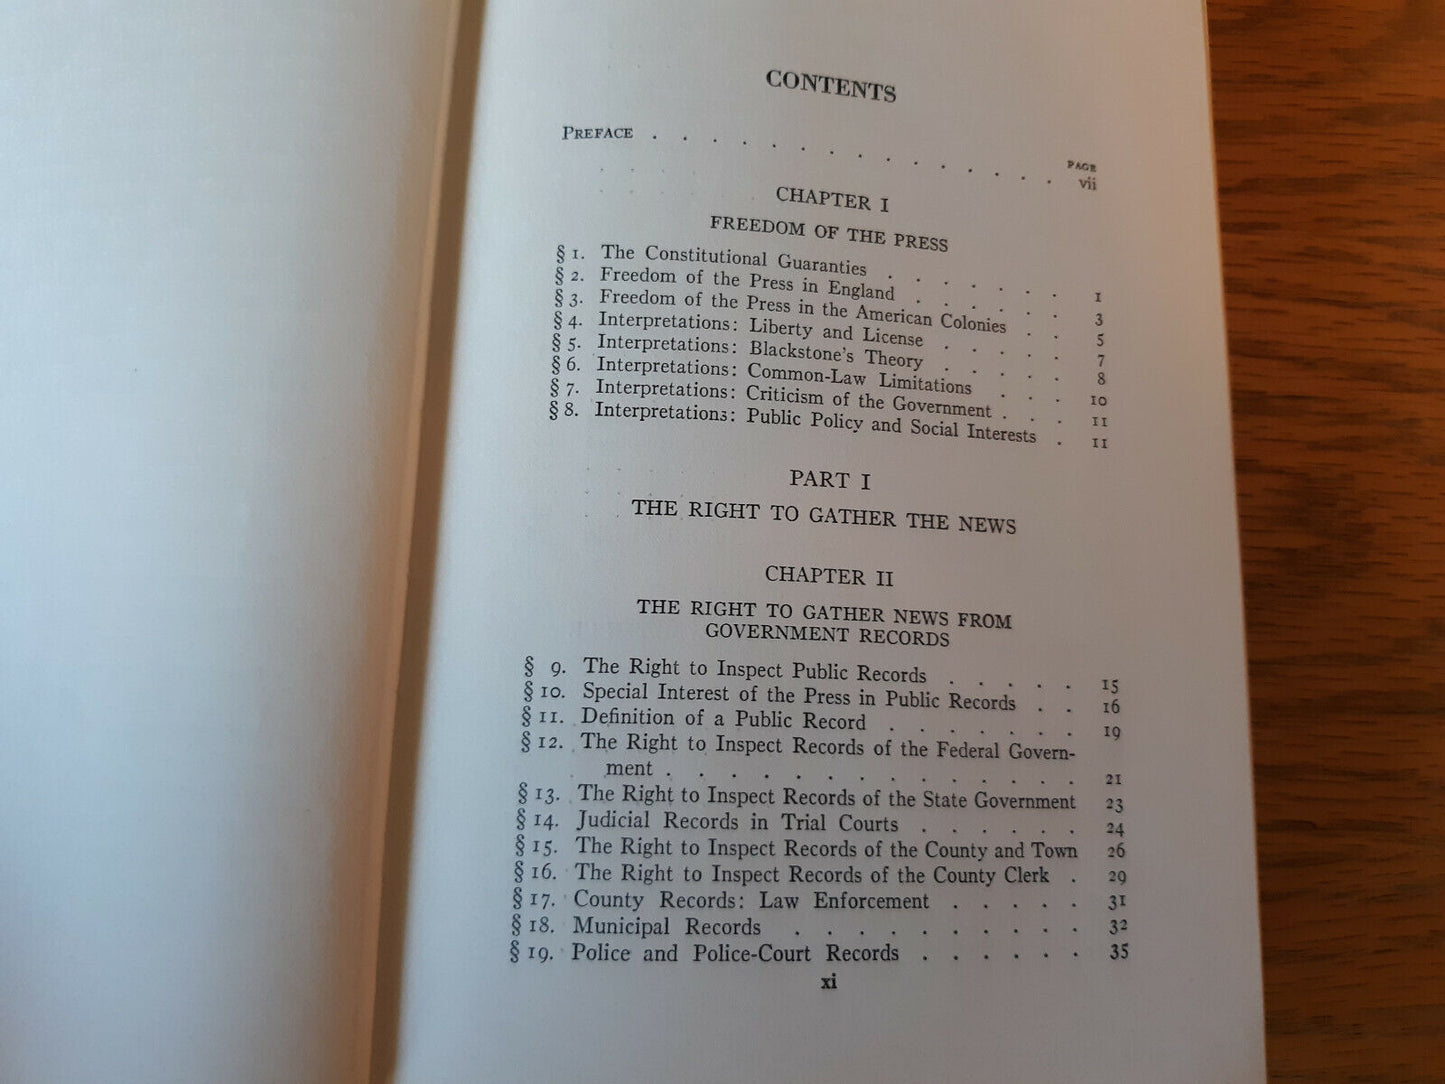 CONTENTS
PAGE
PREFACE . . . . . . . . . . . . . . vii
CHAPTER I
FREEDOM OF THE PRESS
§ 1. The Constitutional Guaranties . . . . . . 1
§ 2. Freedom of the Press in England . . . . . 3
§ 3. Freedom of the Press in the American Colonies . . 5
§ 4. Interpretations: Liberty and License . . . . 7
§ 5. Interpretations: Blackstone's Theory . . . . 8
§ 6. Interpretations: Common-Law Limitations . . . 10
§ 7. Interpretations: Criticism of the Government . . . 11
§ 8. Interpretations: Public Policy and Social Interests . 11
PART I
THE RIGHT TO GATHER THE NEWS
CHAPTER II
THE RIGHT TO GATHER NEWS FROM
GOVERNMENT RECORDS
§ 9. The Right to Inspect Public Records . . . . . 15
§ 10. Special Interest of the Press in Public Records . . 16
§ 11. Definition of a Public Record . . . . . . . 19
§ 12. The Right to Inspect Records of the Federal Govern-
ment . . . . . . . . . . . . . 21
§ 13. The Right to Inspect Records of the State Government 23
§ 14. Judicial Records in Trial Courts . . . . . . 24
§ 15. The Right to Inspect Records of the County and Town 26
§ 16. The Right to Inspect Records of the County Clerk . 29
§ 17. County Records: Law Enforcement . . . . . 31
§ 18. Municipal Records . . . . . . . . . . 32
§ 19. Police and Police-Court Records . . . . . . 35
xi